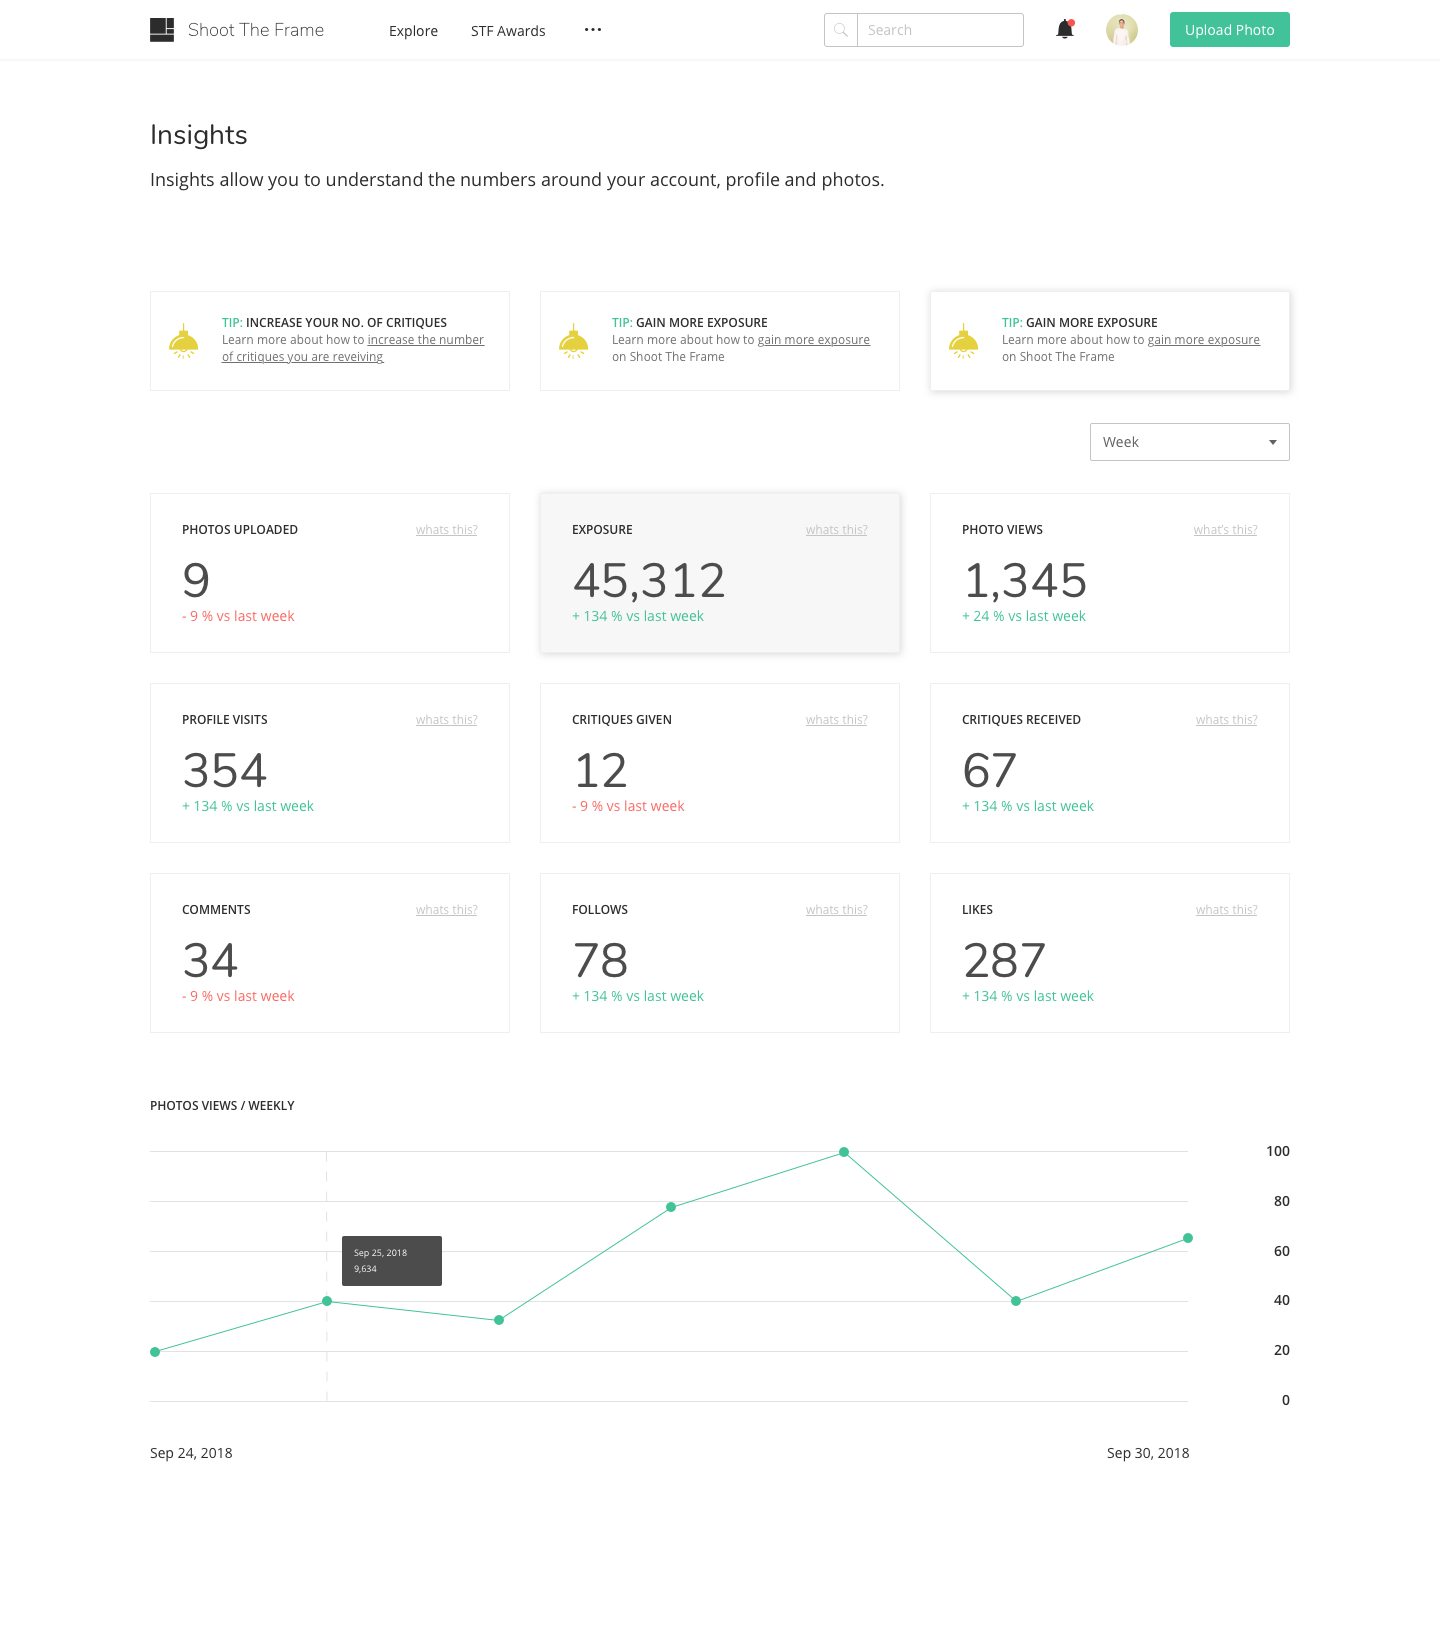 Shoot The Frame
Explore
STF Awards
Search
Upload Photo
Insights
Insights allow you to understand the numbers around your account, profile and photos.
TIP: INCREASE YOUR NO. OF CRITIQUES
Learn more about how to increase the number
of critiques you are reveiving
TIP: GAIN MORE EXPOSURE
Learn more about how to gain more exposure
on Shoot The Frame
TIP: GAIN MORE EXPOSURE
Learn more about how to gain more exposure
on Shoot The Frame
Week
PHOTOS UPLOADED
whats this?
9
- 9 % vs last week
EXPOSURE
whats this?
45,312
+ 134 % vs last week
PHOTO VIEWS
what's this?
1,345
+ 24 % vs last week
PROFILE VISITS
whats this?
354
+ 134 % vs last week
CRITIQUES GIVEN
whats this?
12
- 9 % vs last week
CRITIQUES RECEIVED
whats this?
67
+ 134 % vs last week
COMMENTS
whats this?
34
- 9 % vs last week
FOLLOWS
whats this?
78
+ 134 % vs last week
LIKES
whats this?
287
+ 134 % vs last week
PHOTOS VIEWS / WEEKLY
100
80
60
40
20
0
Sep 25, 2018
9,634
Sep 24, 2018
Sep 30, 2018